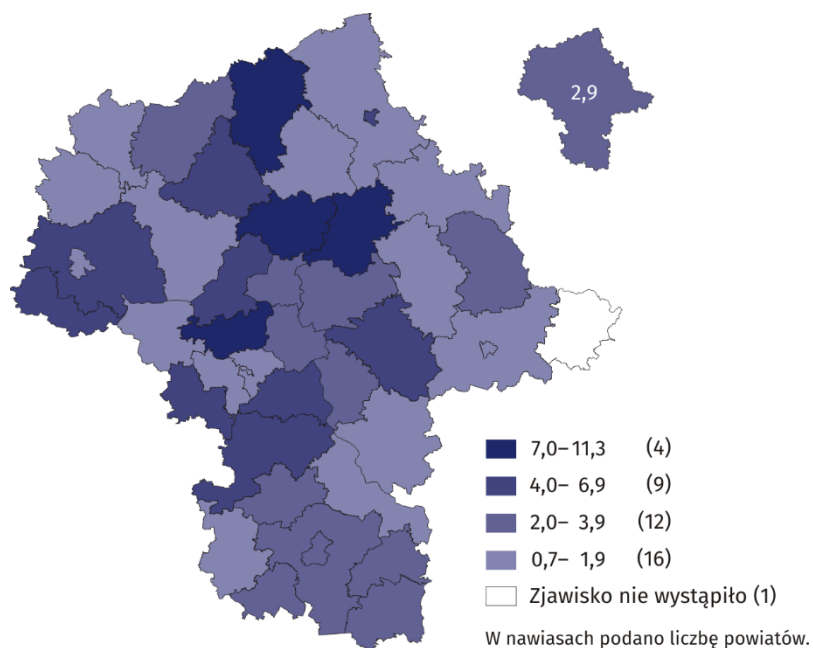 2,9
7,0– 11,3 (4)
4,0– 6,9 (9)
2,0– 3,9 (12)
0,7– 1,9 (16)
Zjawisko nie wystąpiło (1)
W nawiasach podano liczbę powiatów.